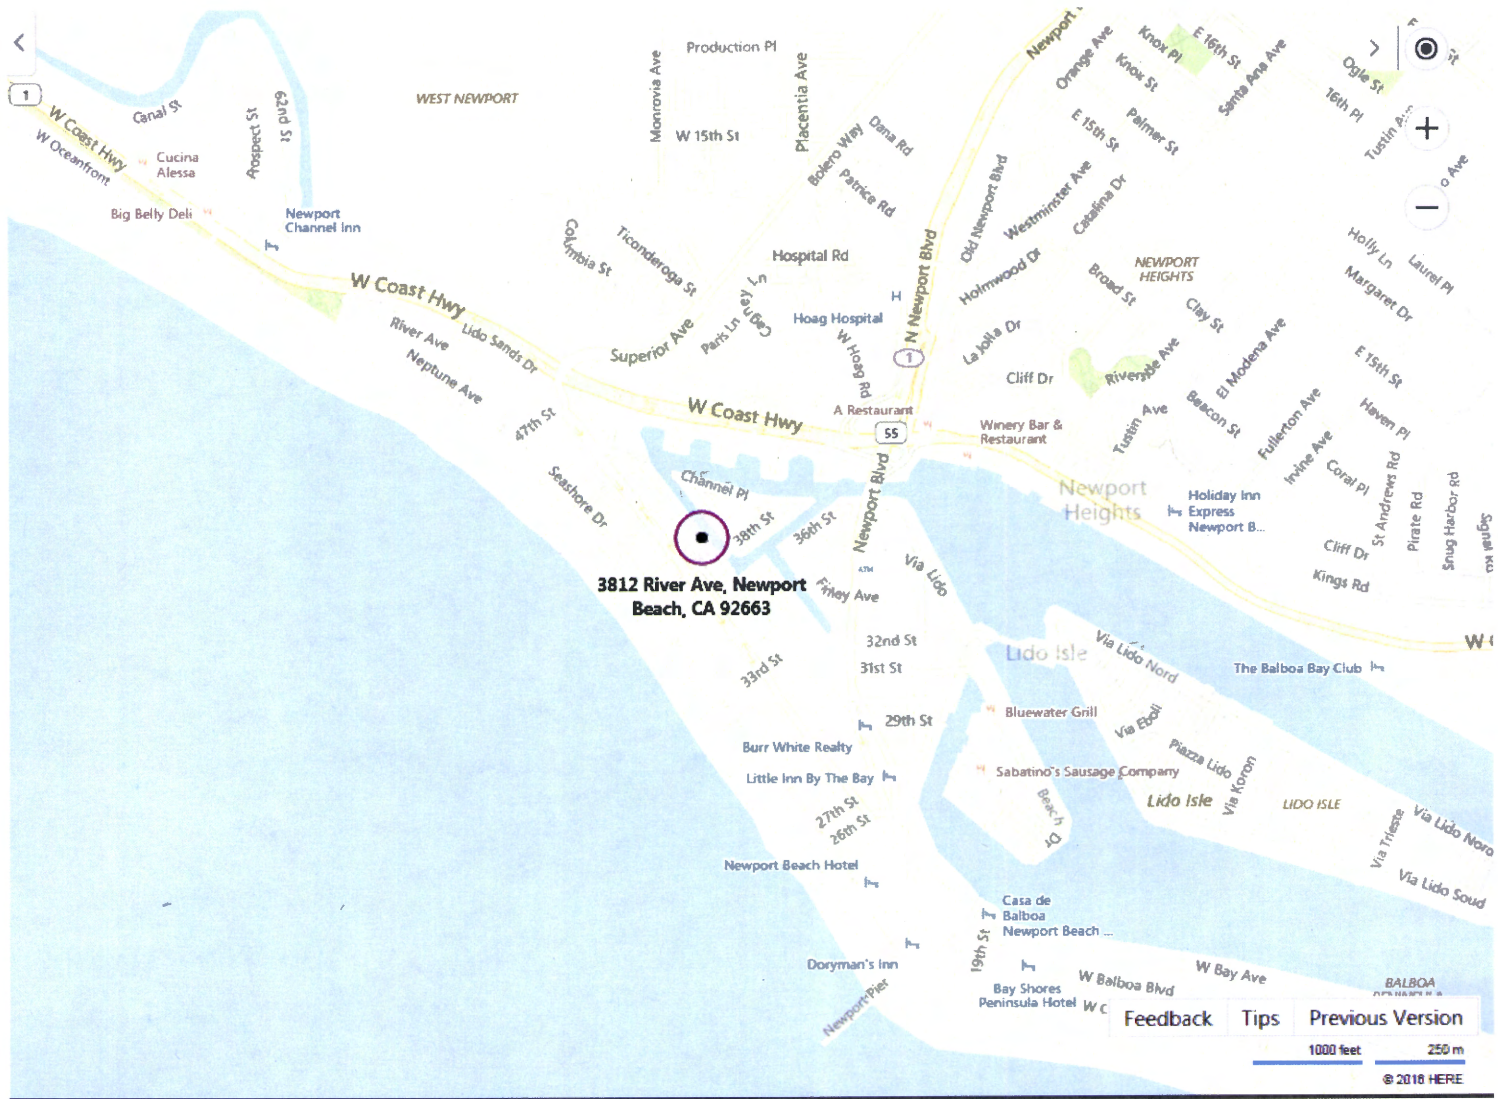 Production Pl
Newport
Orange Ave
Knox Pl
E 16th St
Santa Ana Ave
Ogle St
Monrovia Ave
Placentia Ave
Knox St
1
WEST NEWPORT
16th Pl
Canal St
62nd St
Prospect St
W Coast Hwy
W Oceanfront
W 15th St
Bolero Way
Dana Rd
E 15th St
Palmer St
Cucina
Alessa
Patrice Rd
Old Newport Blvd
Westminster Ave
Catalina Dr
o Ave
Big Belly Deli
Newport
Channel Inn
Columbia St
Ticonderoga St
Hospital Rd
N Newport Blvd
Holmwood Dr
NEWPORT
HEIGHTS
Broad St
Holly Ln
Laurel Pl
Margaret Dr
W Coast Hwy
Cagney Ln
H
Hoag Hospital
Clay St
River Ave
Lido Sands Dr
Superior Ave
Paris Ln
W Hoag Rd
1
La Jolla Dr
Riverside Ave
El Modena Ave
E 15th St
Neptune Ave
Cliff Dr
47th St
W Coast Hwy
A Restaurant
55
Winery Bar &
Restaurant
Tustin Ave
Beacon St
Fullerton Ave
Haven Pl
Irvine Ave
Coral Pl
St Andrews Rd
Pirate Rd
Snug Harbor Rd
Seashore Dr
Channel Pl
Newport Blvd
Newport
Heights
Holiday Inn
Express
Newport B...
38th St
36th St
Cliff Dr
Kings Rd
3812 River Ave, Newport
Beach, CA 92663
ATM
Finley Ave
Via Lido
32nd St
31st St
33rd St
Lido Isle
Via Lido Nord
The Balboa Bay Club
29th St
Bluewater Grill
Via Eboli
Burr White Realty
Little Inn By The Bay
Sabatino's Sausage Company
Piazza Lido
Via Koron
Lido Isle
LIDO ISLE
27th St
26th St
Beach Dr
Via Trieste
Via Lido Nord
Newport Beach Hotel
Via Lido Soud
Casa de
Balboa
Newport Beach ...
19th St
Doryman's Inn
Newport Pier
Bay Shores
Peninsula Hotel
W Balboa Blvd
W Bay Ave
BALBOA
Feedback
Tips
Previous Version
1000 feet
250 m
© 2018 HERE